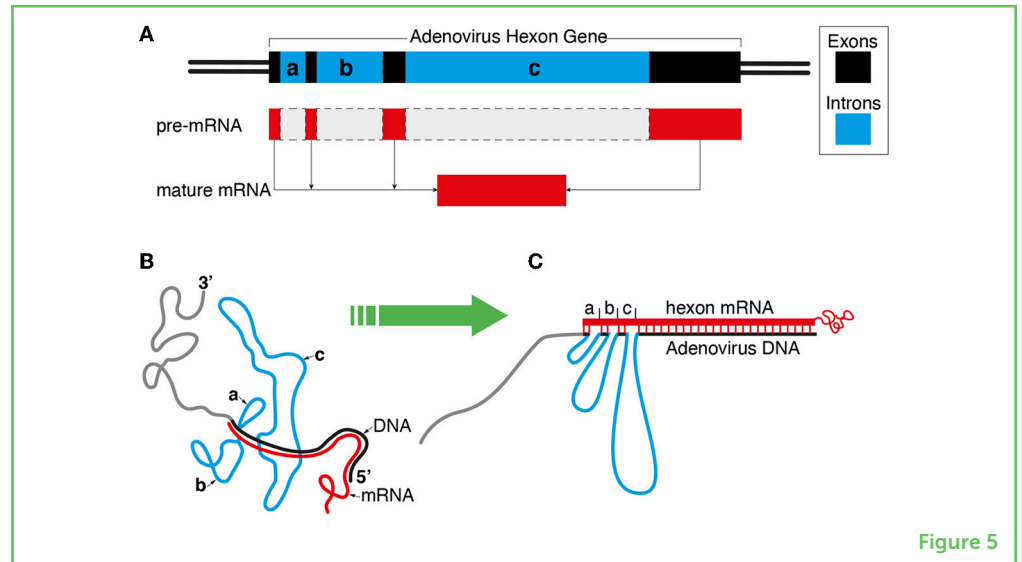 A
Adenovirus Hexon Gene
Exons
a b c
Introns
pre-mRNA
mature mRNA
B
3’
c
a
b
DNA
5’
mRNA
C
a b c hexon mRNA
Adenovirus DNA
Figure 5